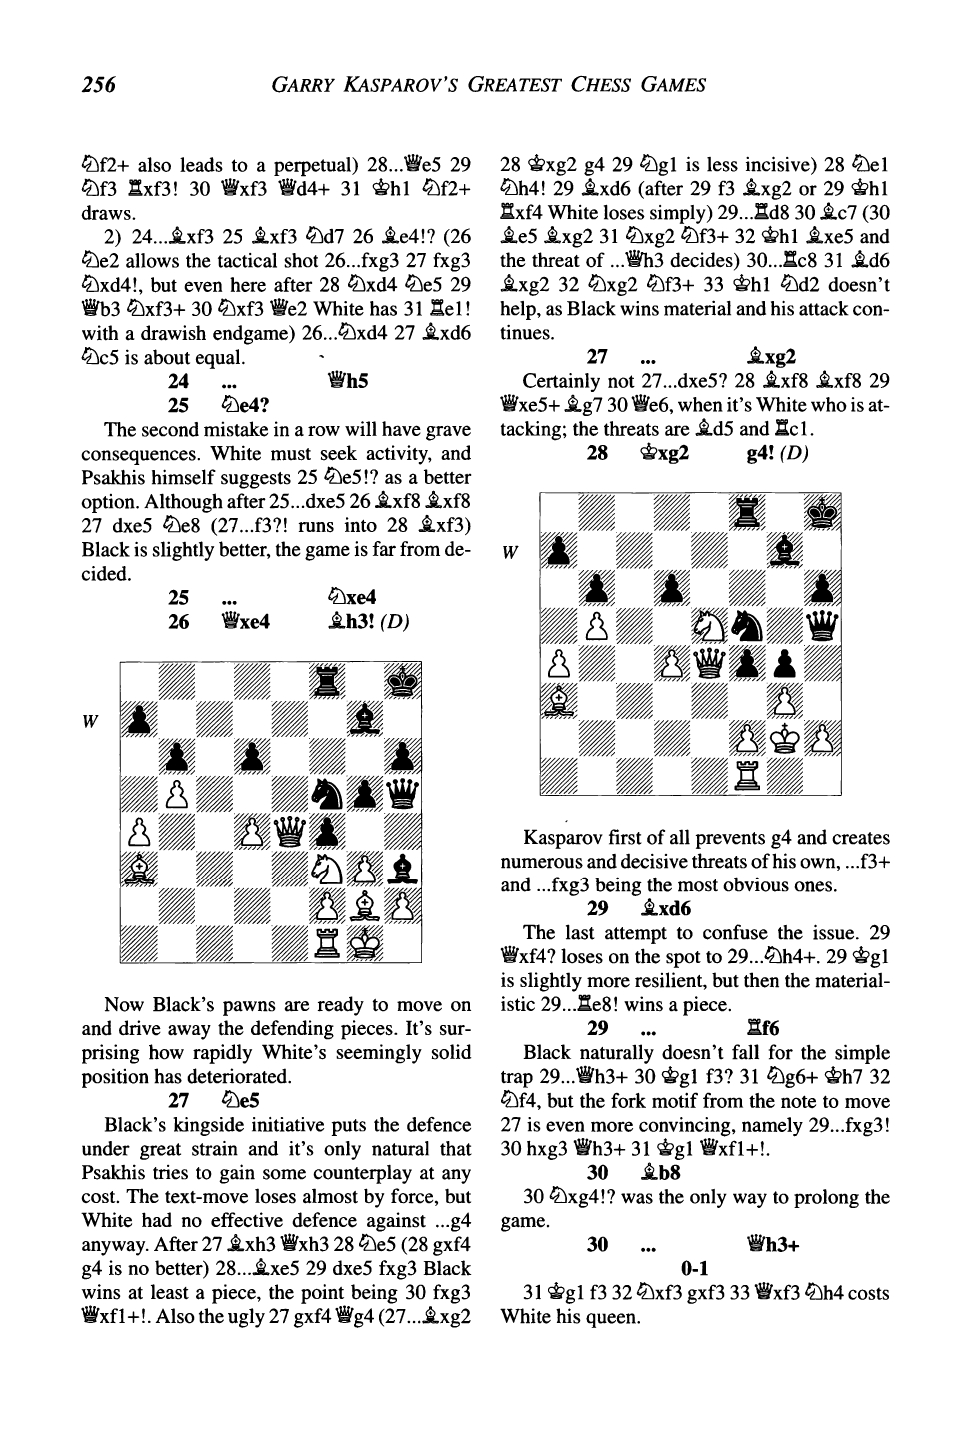 256 GARRY KASPAROV'S GREATEST CHESS GAMES
♘f2+ also leads to a perpetual) 28...♕e5 29
♘f3 ♖xf3! 30 ♕xf3 ♕d4+ 31 ♔h1 ♘f2+
draws.
2) 24...♗xf3 25 ♗xf3 ♘d7 26 ♗e4!? (26
♘e2 allows the tactical shot 26...fxg3 27 fxg3
♘xd4!, but even here after 28 ♘xd4 ♘e5 29
♕b3 ♘xf3+ 30 ♘xf3 ♕e2 White has 31 ♖e1!
with a drawish endgame) 26...♘xd4 27 ♗xd6
♘c5 is about equal.
24 ... ♕h5
25 ♘e4?
The second mistake in a row will have grave
consequences. White must seek activity, and
Psakhis himself suggests 25 ♘e5!? as a better
option. Although after 25...dxe5 26 ♗xf8 ♗xf8
27 dxe5 ♘e8 (27...f3?! runs into 28 ♗xf3)
Black is slightly better, the game is far from de-
cided.
25 ... ♘xe4
26 ♕xe4 ♗h3! (D)
W
Now Black's pawns are ready to move on
and drive away the defending pieces. It's sur-
prising how rapidly White's seemingly solid
position has deteriorated.
27 ♘e5
Black's kingside initiative puts the defence
under great strain and it's only natural that
Psakhis tries to gain some counterplay at any
cost. The text-move loses almost by force, but
White had no effective defence against ...g4
anyway. After 27 ♗xh3 ♕xh3 28 ♘e5 (28 gxf4
g4 is no better) 28...♗xe5 29 dxe5 fxg3 Black
wins at least a piece, the point being 30 fxg3
♕xf1+!. Also the ugly 27 gxf4 ♕g4 (27...♗xg2
28 ♔xg2 g4 29 ♘g1 is less incisive) 28 ♘e1
♘h4! 29 ♗xd6 (after 29 f3 ♗xg2 or 29 ♔h1
♖xf4 White loses simply) 29...♖d8 30 ♗c7 (30
♗e5 ♗xg2 31 ♘xg2 ♘f3+ 32 ♔h1 ♗xe5 and
the threat of ...♕h3 decides) 30...♖c8 31 ♗d6
♗xg2 32 ♘xg2 ♘f3+ 33 ♔h1 ♘d2 doesn't
help, as Black wins material and his attack con-
tinues.
27 ... ♗xg2
Certainly not 27...dxe5? 28 ♗xf8 ♗xf8 29
♕xe5+ ♗g7 30 ♕e6, when it's White who is at-
tacking; the threats are ♗d5 and ♖c1.
28 ♔xg2 g4! (D)
W
Kasparov first of all prevents g4 and creates
numerous and decisive threats of his own, ...f3+
and ...fxg3 being the most obvious ones.
29 ♗xd6
The last attempt to confuse the issue. 29
♕xf4? loses on the spot to 29...♘h4+. 29 ♔g1
is slightly more resilient, but then the material-
istic 29...♖e8! wins a piece.
29 ... ♖f6
Black naturally doesn't fall for the simple
trap 29...♕h3+ 30 ♔g1 f3? 31 ♘g6+ ♔h7 32
♘f4, but the fork motif from the note to move
27 is even more convincing, namely 29...fxg3!
30 hxg3 ♕h3+ 31 ♔g1 ♕xf1+!.
30 ♗b8
30 ♘xg4!? was the only way to prolong the
game.
30 ... ♕h3+
0-1
31 ♔g1 f3 32 ♘xf3 gxf3 33 ♕xf3 ♘h4 costs
White his queen.